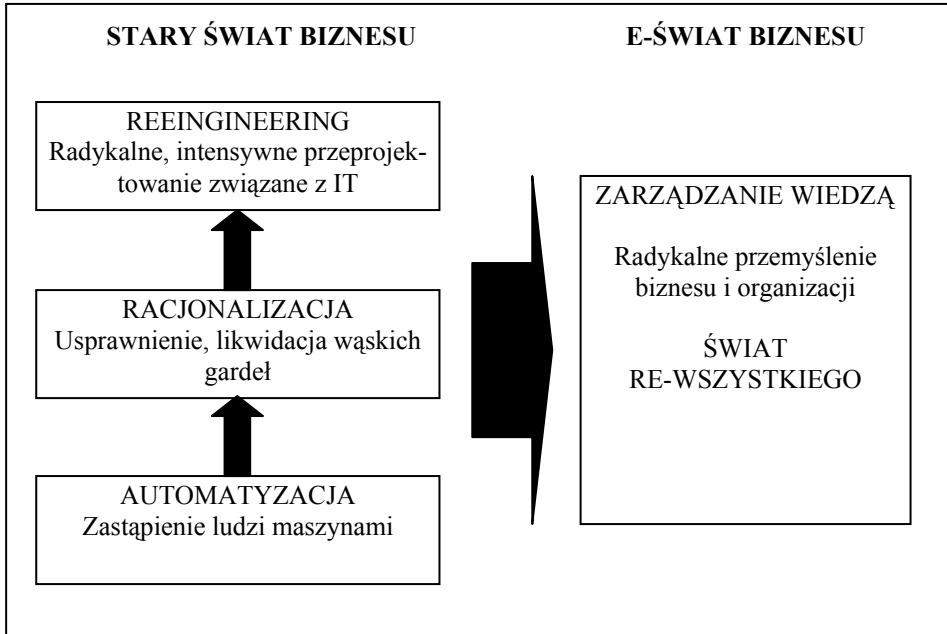 STARY ŚWIAT BIZNESU
REEINGINEERING
Radykalne, intensywne przeprojek-
towanie związane z IT
RACJONALIZACJA
Usprawnienie, likwidacja wąskich
gardeł
AUTOMATYZACJA
Zastąpienie ludzi maszynami
E-ŚWIAT BIZNESU
ZARZĄDZANIE WIEDZĄ
Radykalne przemyślenie
biznesu i organizacji
ŚWIAT
RE-WSZYSTKIEGO